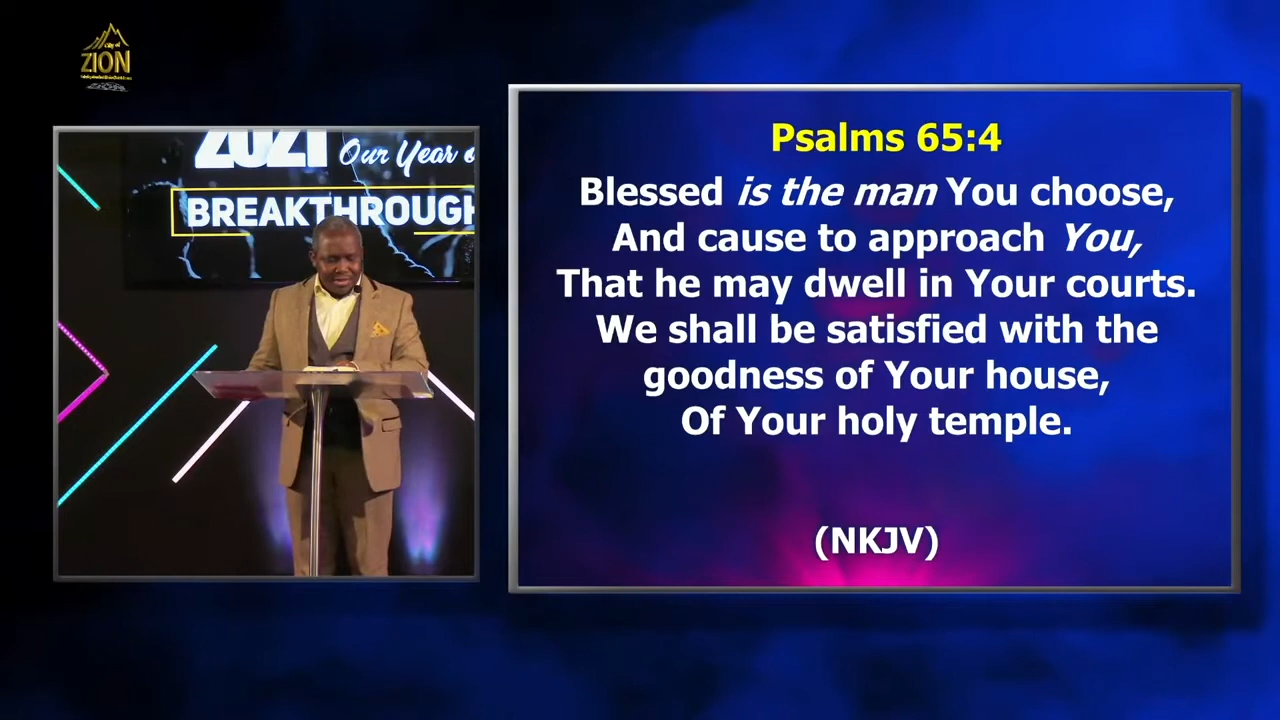 City of
ZION
2021 Our Year o
BREAKTHROUGH
Psalms 65:4
Blessed is the man You choose,
And cause to approach You,
That he may dwell in Your courts.
We shall be satisfied with the
goodness of Your house,
Of Your holy temple.
(NKJV)